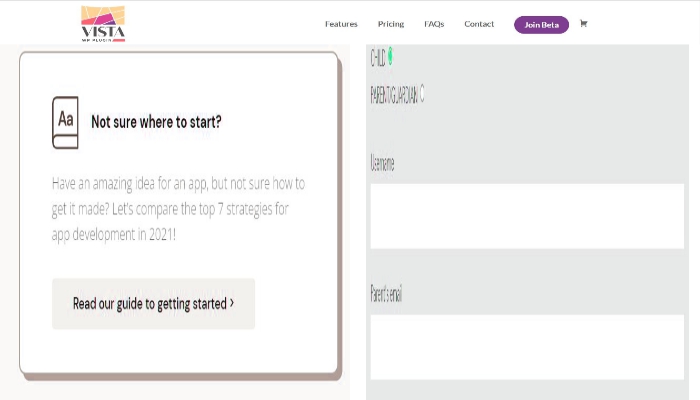 VISTA
WP PLUGIN
Features
Pricing
FAQs
Contact
Join Beta
Aa
Not sure where to start?
Have an amazing idea for an app, but not sure how to
get it made? Let's compare the top 7 strategies for
app development in 2021!
Read our guide to getting started ›
CHILD
PARENT/GUARDIAN
Username
Parent's email